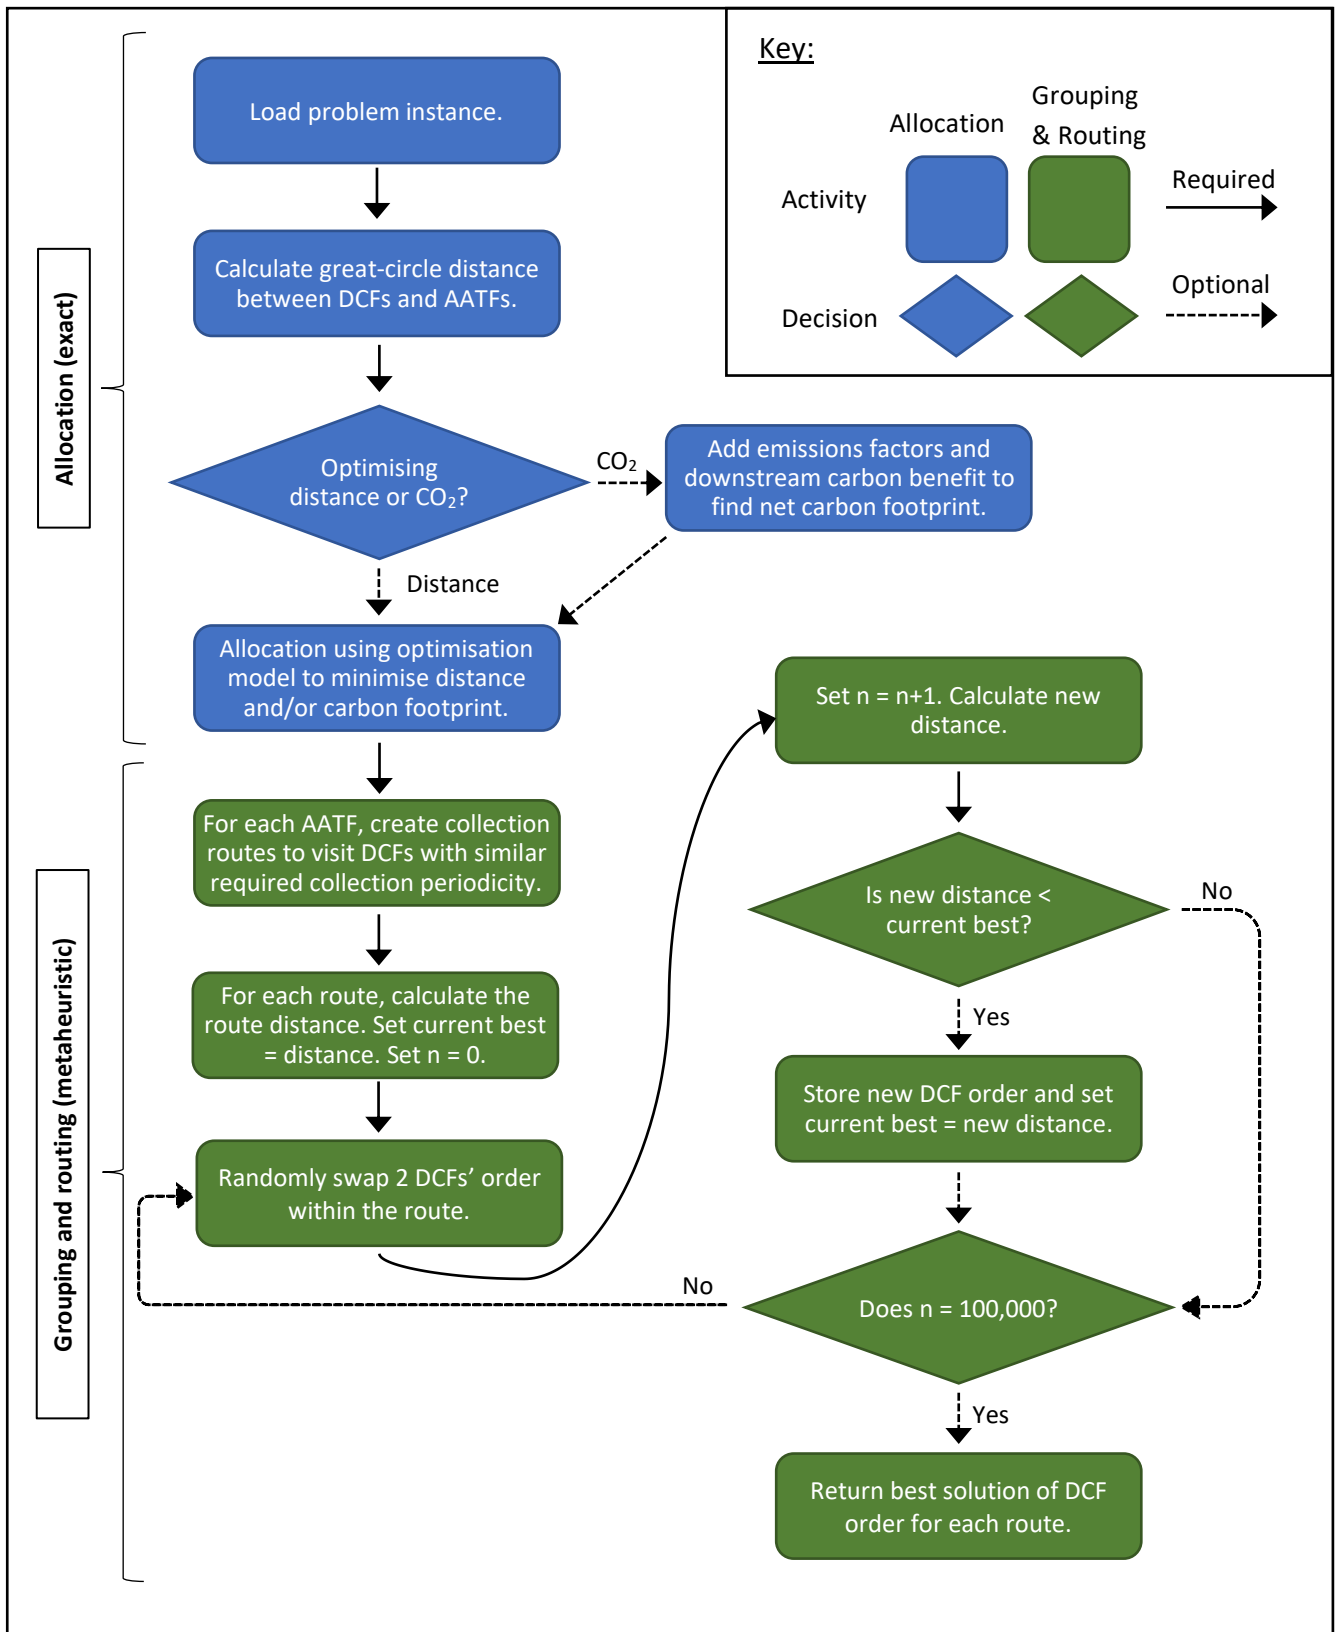 Key:
Allocation
Grouping
& Routing
Activity
Required
Decision
Optional
Allocation (exact)
Load problem instance.
Calculate great-circle distance
between DCFs and AATFs.
Optimising
distance or CO₂?
CO₂
Add emissions factors and
downstream carbon benefit to
find net carbon footprint.
Distance
Allocation using optimisation
model to minimise distance
and/or carbon footprint.
Grouping and routing (metaheuristic)
For each AATF, create collection
routes to visit DCFs with similar
required collection periodicity.
For each route, calculate the
route distance. Set current best
= distance. Set n = 0.
Randomly swap 2 DCFs’ order
within the route.
Set n = n+1. Calculate new
distance.
Is new distance <
current best?
No
Yes
Store new DCF order and set
current best = new distance.
Does n = 100,000?
No
Yes
Return best solution of DCF
order for each route.